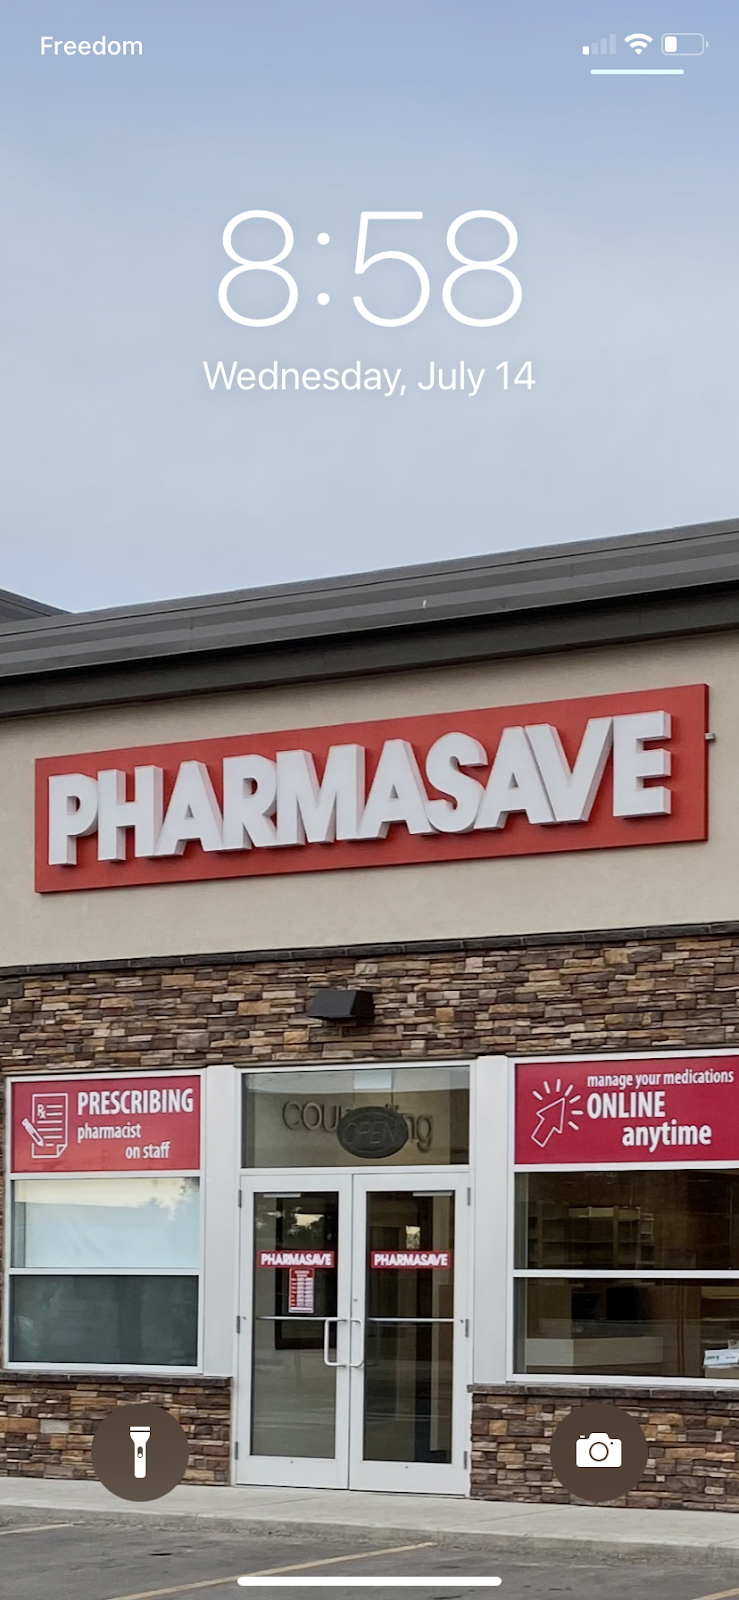 Freedom
8:58
Wednesday, July 14
PHARMASAVE
PRESCRIBING
pharmacist
on staff
OPEN
manage your medications
ONLINE
anytime
PHARMASAVE
PHARMASAVE